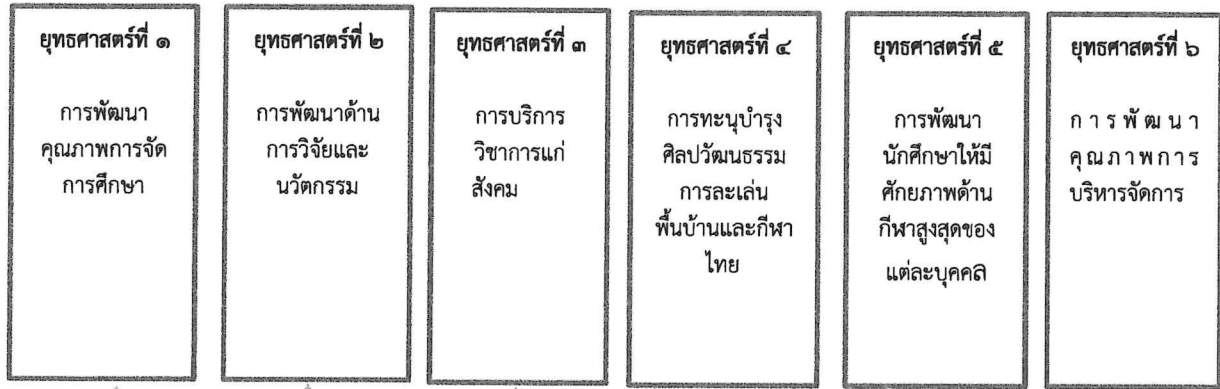 ยุทธศาสตร์ที่ ๑
การพัฒนา
คุณภาพการจัด
การศึกษา
ยุทธศาสตร์ที่ ๒
การพัฒนาด้าน
การวิจัยและ
นวัตกรรม
ยุทธศาสตร์ที่ ๓
การบริการ
วิชาการแก่
สังคม
ยุทธศาสตร์ที่ ๔
การทะนุบำรุง
ศิลปวัฒนธรรม
การละเล่น
พื้นบ้านและกีฬา
ไทย
ยุทธศาสตร์ที่ ๕
การพัฒนา
นักศึกษาให้มี
ศักยภาพด้าน
กีฬาสูงสุดของ
แต่ละบุคคล
ยุทธศาสตร์ที่ ๖
การพัฒนา
คุณภาพการ
บริหารจัดการ